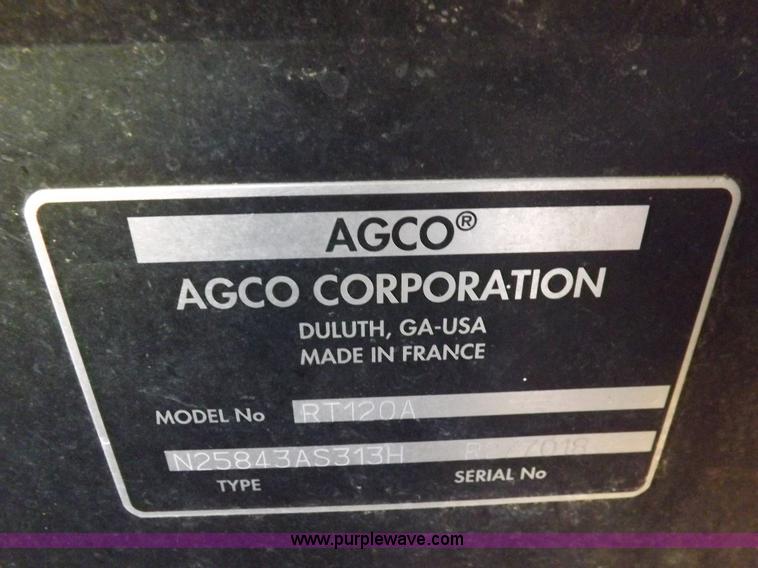 AGCO®
AGCO CORPORATION
DULUTH, GA-USA
MADE IN FRANCE
MODEL No RT120A
N25843AS313H
TYPE SERIAL No
www.purplewave.com